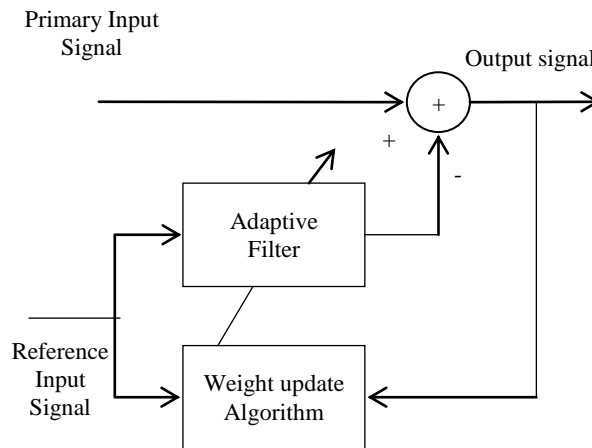 Primary Input
Signal
Output signal
+
+
-
Adaptive
Filter
Reference
Input
Signal
Weight update
Algorithm